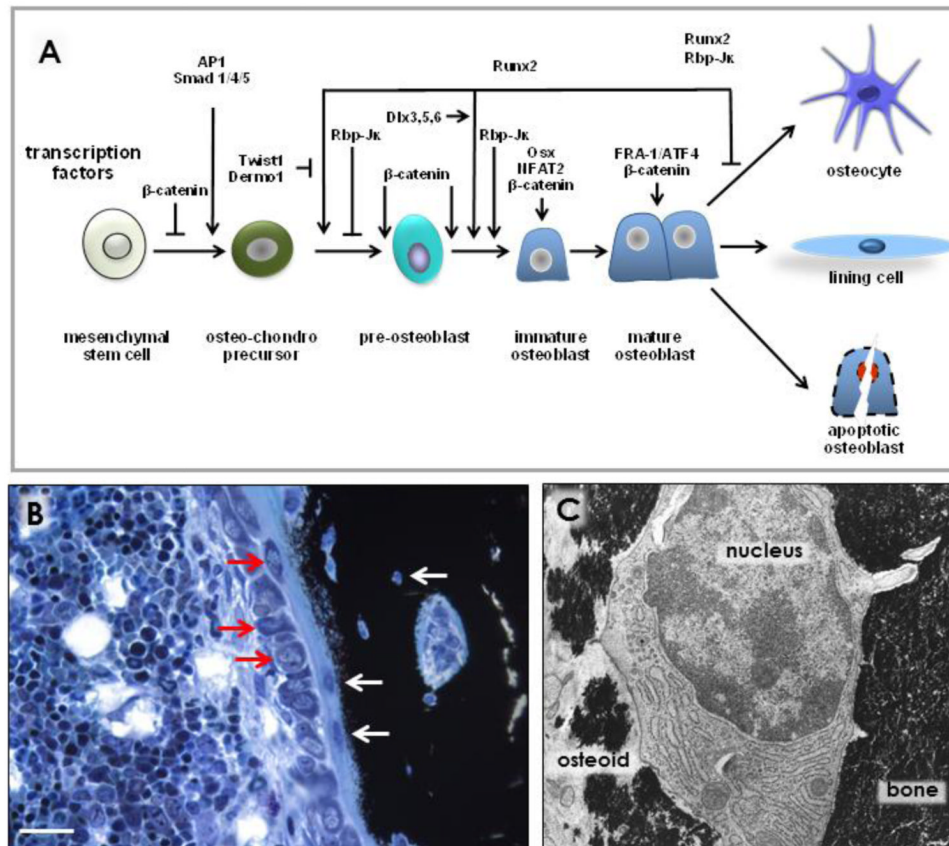 A
AP1
Smad 1/4/5
Runx2
Runx2
Rbp-Jκ
Dlx3,5,6
Rbp-Jκ
Rbp-Jκ
transcription
factors
Twist1
Dermo1
β-catenin
β-catenin
Osx
NFAT2
β-catenin
FRA-1/ATF4
β-catenin
osteocyte
lining cell
mesenchymal
stem cell
osteo-chondro
precursor
pre-osteoblast
immature
osteoblast
mature
osteoblast
apoptotic
osteoblast
B
C
nucleus
osteoid
bone